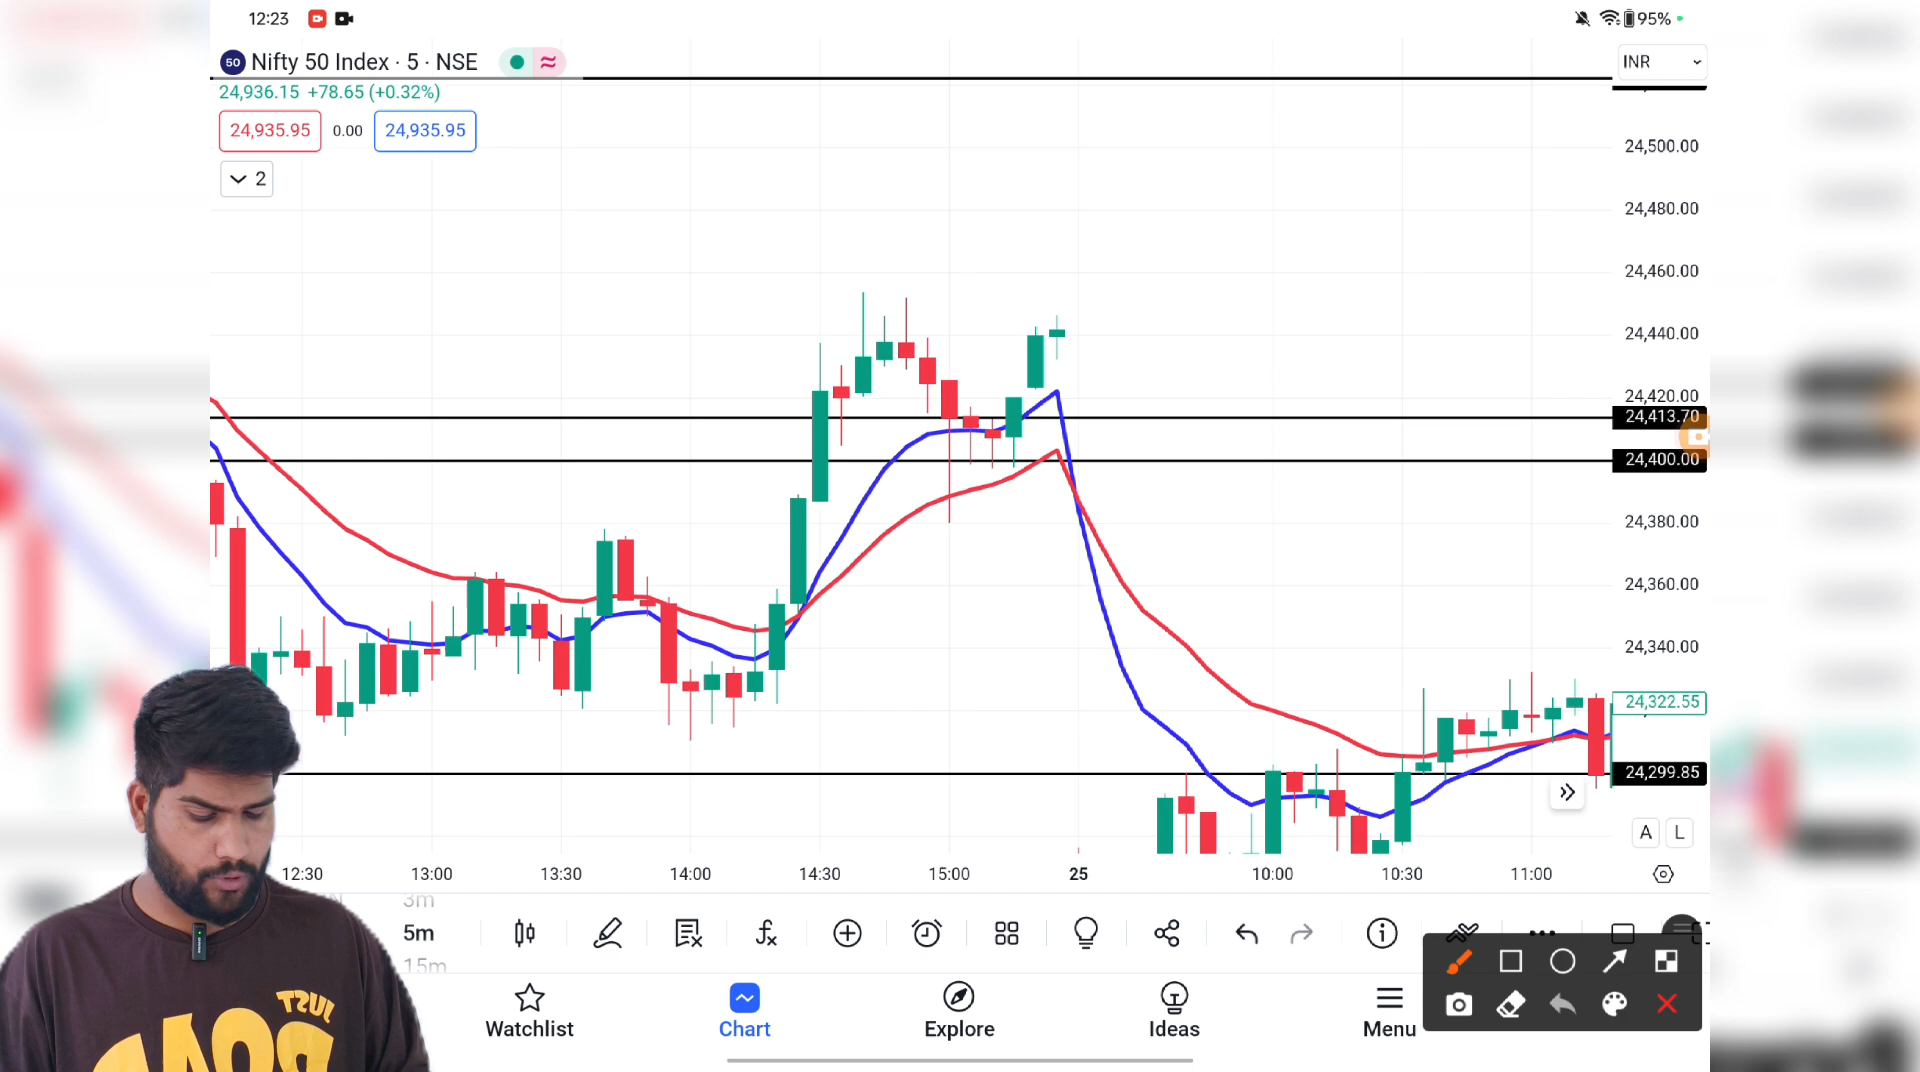 12:23
95%
50 Nifty 50 Index · 5 · NSE
INR
24,936.15 +78.65 (+0.32%)
24,935.95 0.00 24,935.95
2
24,500.00
24,480.00
24,460.00
24,440.00
24,420.00
24,413.70
24,400.00
24,380.00
24,360.00
24,340.00
24,322.55
24,299.85
A L
12:30 13:00 13:30 14:00 14:30 15:00 25 10:00 10:30 11:00
3m
5m
15m
Watchlist Chart Explore Ideas Menu
JUST